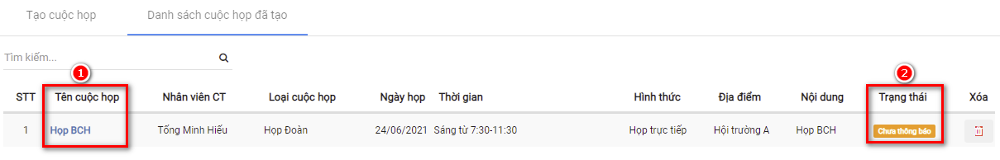 Tạo cuộc họp Danh sách cuộc họp đã tạo
Tìm kiếm...
1 2
STT Tên cuộc họp Nhân viên CT Loại cuộc họp Ngày họp Thời gian Hình thức Địa điểm Nội dung Trạng thái Xóa
1 Họp BCH Tống Minh Hiếu Họp Đoàn 24/06/2021 Sáng từ 7:30-11:30 Họp trực tiếp Hội trường A Họp BCH Chưa thông báo